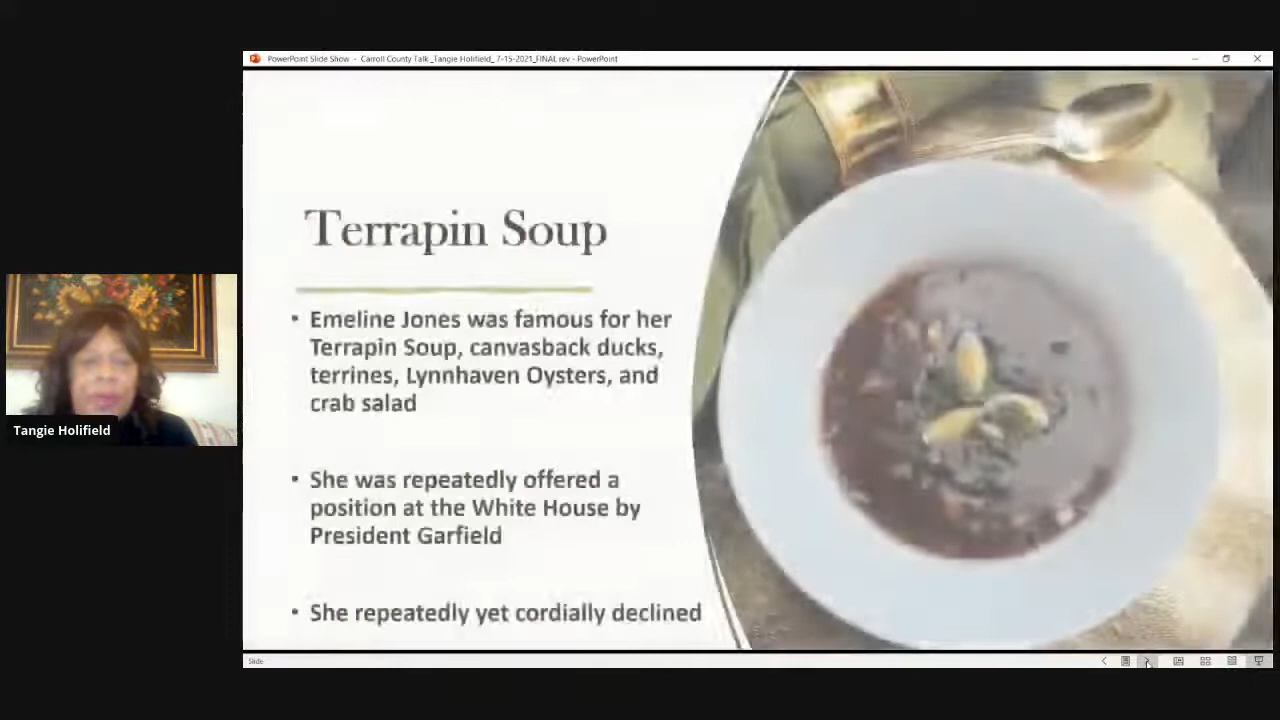 PowerPoint Slide Show - Carroll County Talk _Tangie Holifield_ 7-15-2021_FINAL rev - PowerPoint
Terrapin Soup
▪ Emeline Jones was famous for her
Terrapin Soup, canvasback ducks,
terrines, Lynnhaven Oysters, and
crab salad
▪ She was repeatedly offered a
position at the White House by
President Garfield
▪ She repeatedly yet cordially declined
Tangie Holifield
Slide